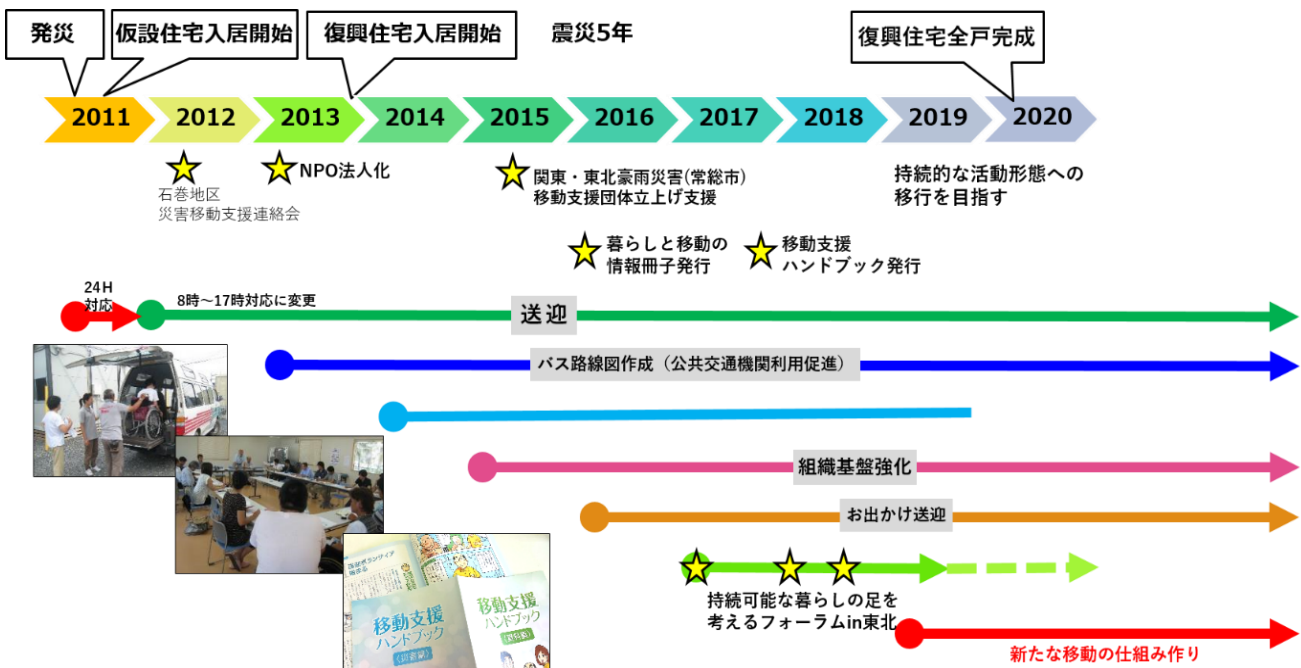 発災
仮設住宅入居開始
復興住宅入居開始
震災5年
復興住宅全戸完成
2011
2012
2013
2014
2015
2016
2017
2018
2019
2020
石巻地区
災害移動支援連絡会
NPO法人化
関東・東北豪雨災害(常総市)
移動支援団体立上げ支援
持続的な活動形態への
移行を目指す
暮らしと移動の
情報冊子発行
移動支援
ハンドブック発行
24H
対応
8時～17時対応に変更
送迎
バス路線図作成（公共交通機関利用促進）
組織基盤強化
お出かけ送迎
持続可能な暮らしの足を
考えるフォーラムin東北
新たな移動の仕組み作り
移動支援
ハンドブック
移動支援
ハンドブック